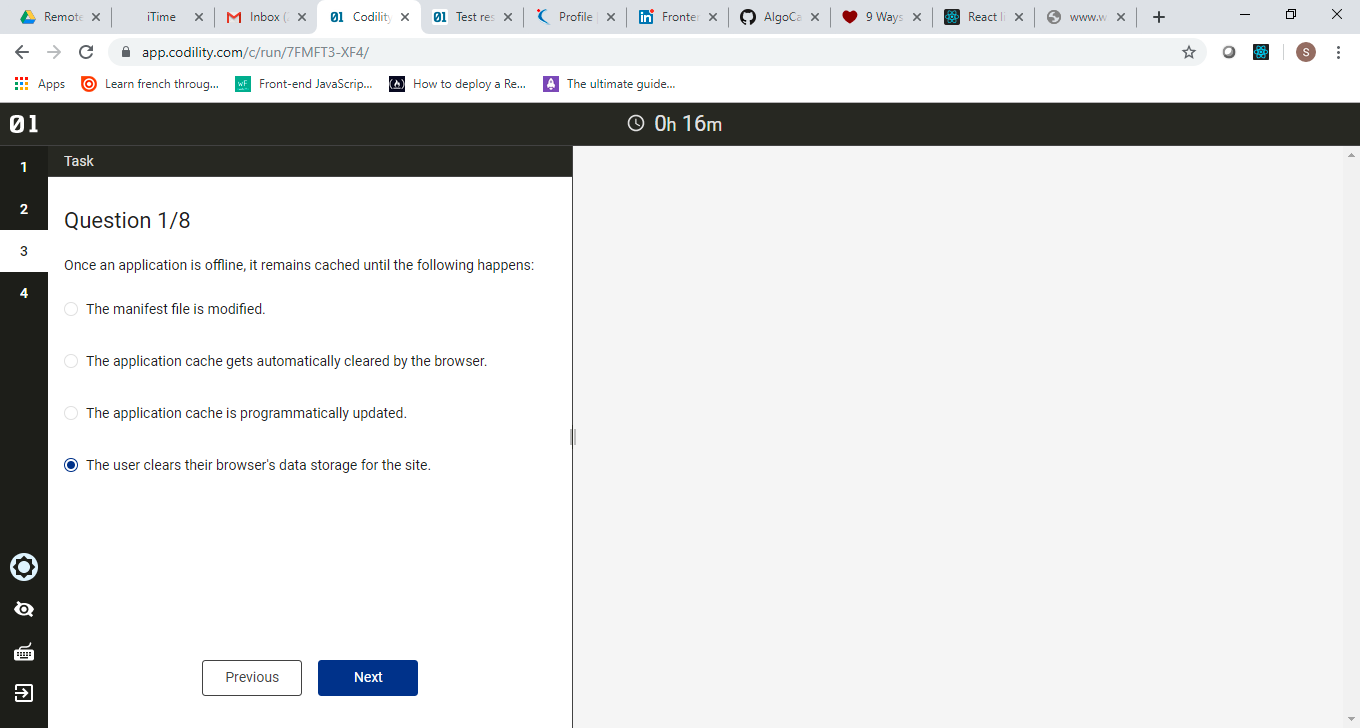 Remote
iTime
Inbox (
Codility
Test res
Profile
in
Fronter
AlgoCa
9 Ways
React li
www.w
app.codility.com/c/run/7FMFT3-XF4/
S
Apps
Learn french throug...
Front-end JavaScrip...
How to deploy a Re...
The ultimate guide...
01
0h 16m
1
2
3
4
Task
Question 1/8
Once an application is offline, it remains cached until the following happens:
The manifest file is modified.
The application cache gets automatically cleared by the browser.
The application cache is programmatically updated.
The user clears their browser's data storage for the site.
Previous
Next